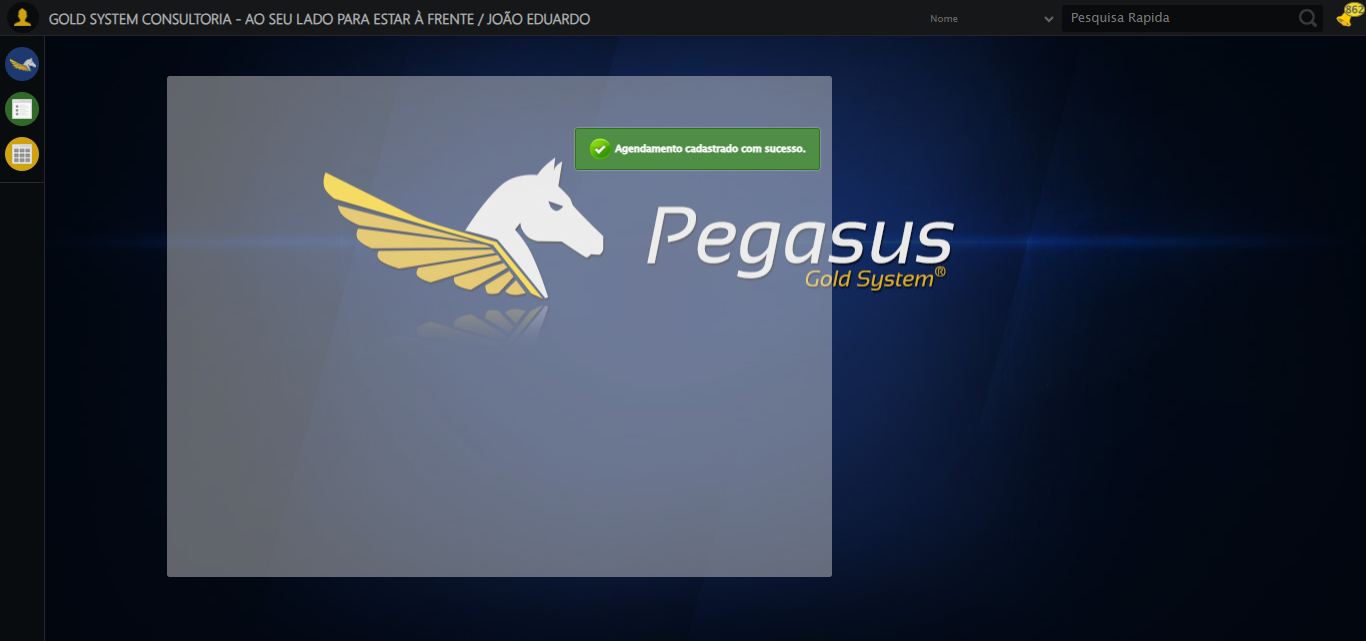 GOLD SYSTEM CONSULTORIA - AO SEU LADO PARA ESTAR À FRENTE / JOÃO EDUARDO
Nome
Pesquisa Rapida
862
Agendamento cadastrado com sucesso.
Pegasus
Gold System®